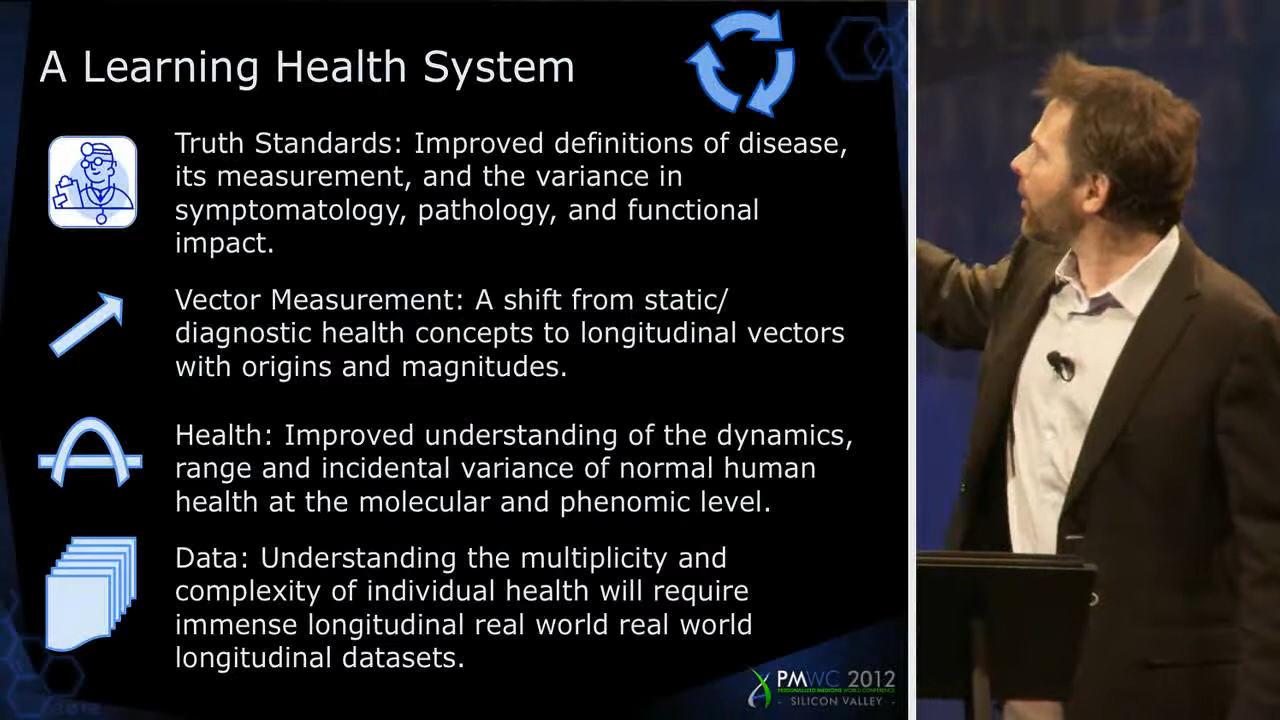 A Learning Health System
Truth Standards: Improved definitions of disease,
its measurement, and the variance in
symptomatology, pathology, and functional
impact.
Vector Measurement: A shift from static/
diagnostic health concepts to longitudinal vectors
with origins and magnitudes.
Health: Improved understanding of the dynamics,
range and incidental variance of normal human
health at the molecular and phenomic level.
Data: Understanding the multiplicity and
complexity of individual health will require
immense longitudinal real world real world
longitudinal datasets.
PMWC 2012
PERSONALIZED MEDICINE WORLD CONFERENCE
- SILICON VALLEY -